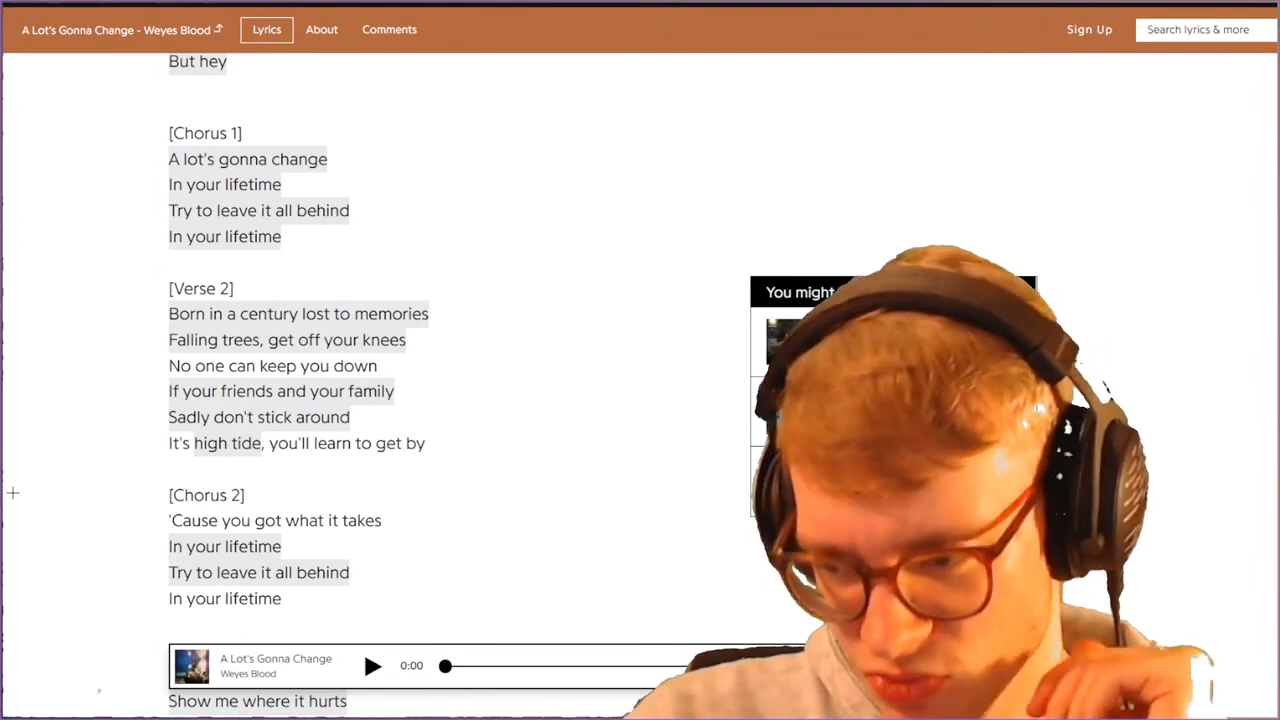 A Lot's Gonna Change - Weyes Blood
Lyrics
About
Comments
Sign Up
Search lyrics & more
But hey
[Chorus 1]
A lot's gonna change
In your lifetime
Try to leave it all behind
In your lifetime
[Verse 2]
Born in a century lost to memories
Falling trees, get off your knees
No one can keep you down
If your friends and your family
Sadly don't stick around
It's high tide, you'll learn to get by
[Chorus 2]
'Cause you got what it takes
In your lifetime
Try to leave it all behind
In your lifetime
You might
A Lot's Gonna Change
Weyes Blood
0:00
Show me where it hurts